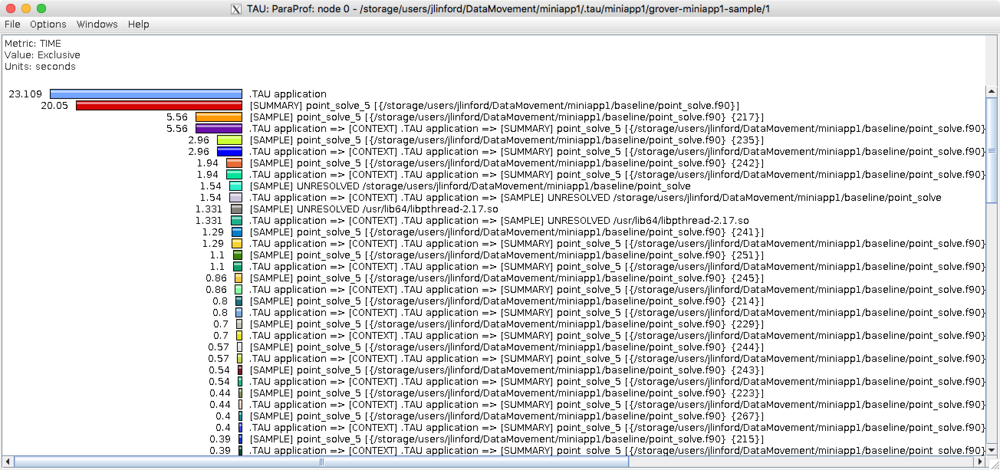 TAU: ParaProf: node 0 - /storage/users/jlinford/DataMovement/miniapp1/.tau/miniapp1/grover-miniapp1-sample/1
File Options Windows Help
Metric: TIME
Value: Exclusive
Units: seconds
23.109 .TAU application
20.05 [SUMMARY] point_solve_5 [{/storage/users/jlinford/DataMovement/miniapp1/baseline/point_solve.f90}]
5.56 [SAMPLE] point_solve_5 [{/storage/users/jlinford/DataMovement/miniapp1/baseline/point_solve.f90} {217}]
5.56 .TAU application => [CONTEXT] .TAU application => [SUMMARY] point_solve_5 [{/storage/users/jlinford/DataMovement/miniapp1/baseline/point_solve.f90}
2.96 [SAMPLE] point_solve_5 [{/storage/users/jlinford/DataMovement/miniapp1/baseline/point_solve.f90} {235}]
2.96 .TAU application => [CONTEXT] .TAU application => [SUMMARY] point_solve_5 [{/storage/users/jlinford/DataMovement/miniapp1/baseline/point_solve.f90}
1.94 [SAMPLE] point_solve_5 [{/storage/users/jlinford/DataMovement/miniapp1/baseline/point_solve.f90} {242}]
1.94 .TAU application => [CONTEXT] .TAU application => [SUMMARY] point_solve_5 [{/storage/users/jlinford/DataMovement/miniapp1/baseline/point_solve.f90}
1.54 [SAMPLE] UNRESOLVED /storage/users/jlinford/DataMovement/miniapp1/baseline/point_solve
1.54 .TAU application => [CONTEXT] .TAU application => [SAMPLE] UNRESOLVED /storage/users/jlinford/DataMovement/miniapp1/baseline/point_solve
1.331 [SAMPLE] UNRESOLVED /usr/lib64/libpthread-2.17.so
1.331 .TAU application => [CONTEXT] .TAU application => [SAMPLE] UNRESOLVED /usr/lib64/libpthread-2.17.so
1.29 [SAMPLE] point_solve_5 [{/storage/users/jlinford/DataMovement/miniapp1/baseline/point_solve.f90} {241}]
1.29 .TAU application => [CONTEXT] .TAU application => [SUMMARY] point_solve_5 [{/storage/users/jlinford/DataMovement/miniapp1/baseline/point_solve.f90}
1.1 [SAMPLE] point_solve_5 [{/storage/users/jlinford/DataMovement/miniapp1/baseline/point_solve.f90} {251}]
1.1 .TAU application => [CONTEXT] .TAU application => [SUMMARY] point_solve_5 [{/storage/users/jlinford/DataMovement/miniapp1/baseline/point_solve.f90}
0.86 [SAMPLE] point_solve_5 [{/storage/users/jlinford/DataMovement/miniapp1/baseline/point_solve.f90} {245}]
0.86 .TAU application => [CONTEXT] .TAU application => [SUMMARY] point_solve_5 [{/storage/users/jlinford/DataMovement/miniapp1/baseline/point_solve.f90}
0.8 [SAMPLE] point_solve_5 [{/storage/users/jlinford/DataMovement/miniapp1/baseline/point_solve.f90} {214}]
0.8 .TAU application => [CONTEXT] .TAU application => [SUMMARY] point_solve_5 [{/storage/users/jlinford/DataMovement/miniapp1/baseline/point_solve.f90}
0.7 [SAMPLE] point_solve_5 [{/storage/users/jlinford/DataMovement/miniapp1/baseline/point_solve.f90} {229}]
0.7 .TAU application => [CONTEXT] .TAU application => [SUMMARY] point_solve_5 [{/storage/users/jlinford/DataMovement/miniapp1/baseline/point_solve.f90}
0.57 [SAMPLE] point_solve_5 [{/storage/users/jlinford/DataMovement/miniapp1/baseline/point_solve.f90} {244}]
0.57 .TAU application => [CONTEXT] .TAU application => [SUMMARY] point_solve_5 [{/storage/users/jlinford/DataMovement/miniapp1/baseline/point_solve.f90}
0.54 [SAMPLE] point_solve_5 [{/storage/users/jlinford/DataMovement/miniapp1/baseline/point_solve.f90} {243}]
0.54 .TAU application => [CONTEXT] .TAU application => [SUMMARY] point_solve_5 [{/storage/users/jlinford/DataMovement/miniapp1/baseline/point_solve.f90}
0.44 [SAMPLE] point_solve_5 [{/storage/users/jlinford/DataMovement/miniapp1/baseline/point_solve.f90} {223}]
0.44 .TAU application => [CONTEXT] .TAU application => [SUMMARY] point_solve_5 [{/storage/users/jlinford/DataMovement/miniapp1/baseline/point_solve.f90}
0.4 [SAMPLE] point_solve_5 [{/storage/users/jlinford/DataMovement/miniapp1/baseline/point_solve.f90} {267}]
0.4 .TAU application => [CONTEXT] .TAU application => [SUMMARY] point_solve_5 [{/storage/users/jlinford/DataMovement/miniapp1/baseline/point_solve.f90}
0.39 [SAMPLE] point_solve_5 [{/storage/users/jlinford/DataMovement/miniapp1/baseline/point_solve.f90} {215}]
0.39 .TAU application => [CONTEXT] .TAU application => [SUMMARY] point_solve_5 [{/storage/users/jlinford/DataMovement/miniapp1/baseline/point_solve.f90}